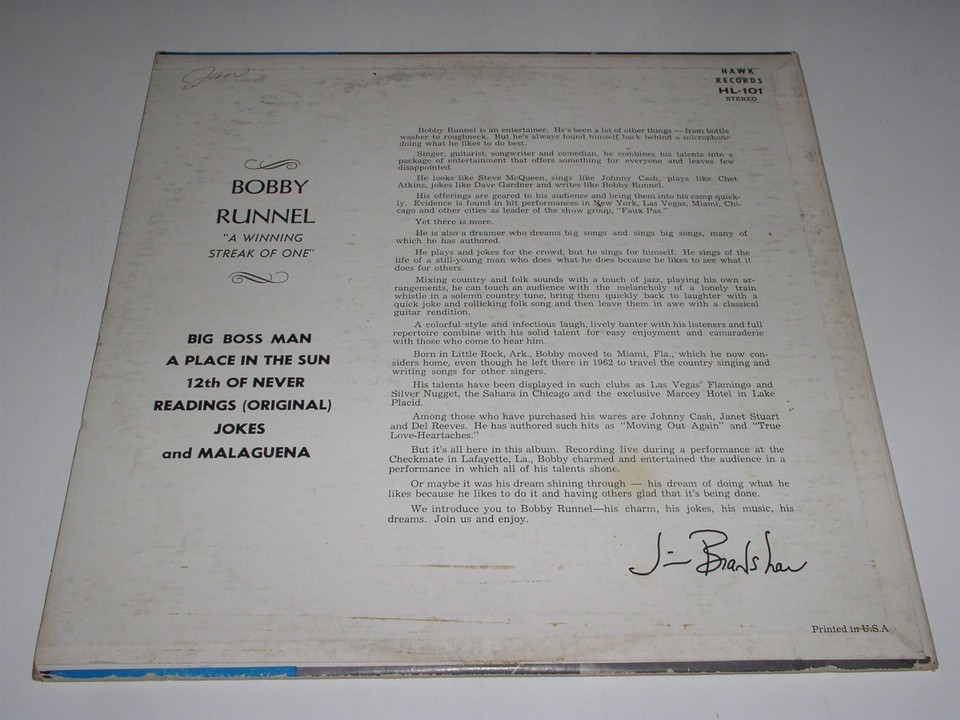 HAWK
RECORDS
HL-101
STEREO
BOBBY
RUNNEL
"A WINNING
STREAK OF ONE"
BIG BOSS MAN
A PLACE IN THE SUN
12th OF NEVER
READINGS (ORIGINAL)
JOKES
and MALAGUENA
Bobby Runnel is an entertainer. He's been a lot of other things — from bottle
washer to roughneck. But he's always found himself back behind a microphone
doing what he likes to do best.
Singer, guitarist, songwriter and comedian, he combines his talents into a
package of entertainment that offers something for everyone and leaves few
disappointed.
He looks like Steve McQueen, sings like Johnny Cash, plays like Chet
Atkins, jokes like Dave Gardner and writes like Bobby Runnel.
His offerings are geared to his audience and bring them into his camp quick-
ly. Evidence is found in hit performances in New York, Las Vegas, Miami, Chi-
cago and other cities as leader of the show group, "Faux Pas."
Yet there is more.
He is also a dreamer who dreams big songs and sings big songs, many of
which he has authored.
He plays and jokes for the crowd, but he sings for himself. He sings of the
life of a still-young man who does what he does because he likes to see what it
does for others.
Mixing country and folk sounds with a touch of jazz, playing his own ar-
rangements, he can touch an audience with the melancholy of a lonely train
whistle in a solemn country tune, bring them quickly back to laughter with a
quick joke and rollicking folk song and then leave them in awe with a classical
guitar rendition.
A colorful style and infectious laugh, lively banter with his listeners and full
repertoire combine with his solid talent for easy enjoyment and camaraderie
with those who come to hear him.
Born in Little Rock, Ark., Bobby moved to Miami, Fla., which he now con-
siders home, even though he left there in 1962 to travel the country singing and
writing songs for other singers.
His talents have been displayed in such clubs as Las Vegas' Flamingo and
Silver Nugget, the Sahara in Chicago and the exclusive Marcey Hotel in Lake
Placid.
Among those who have purchased his wares are Johnny Cash, Janet Stuart
and Del Reeves. He has authored such hits as "Moving Out Again" and "True
Love-Heartaches."
But it's all here in this album. Recording live during a performance at the
Checkmate in Lafayette, La., Bobby charmed and entertained the audience in a
performance in which all of his talents shone.
Or maybe it was his dream shining through — his dream of doing what he
likes because he likes to do it and having others glad that it's being done.
We introduce you to Bobby Runnel—his charm, his jokes, his music, his
dreams. Join us and enjoy.
Jim Bradshaw
Printed in U.S.A